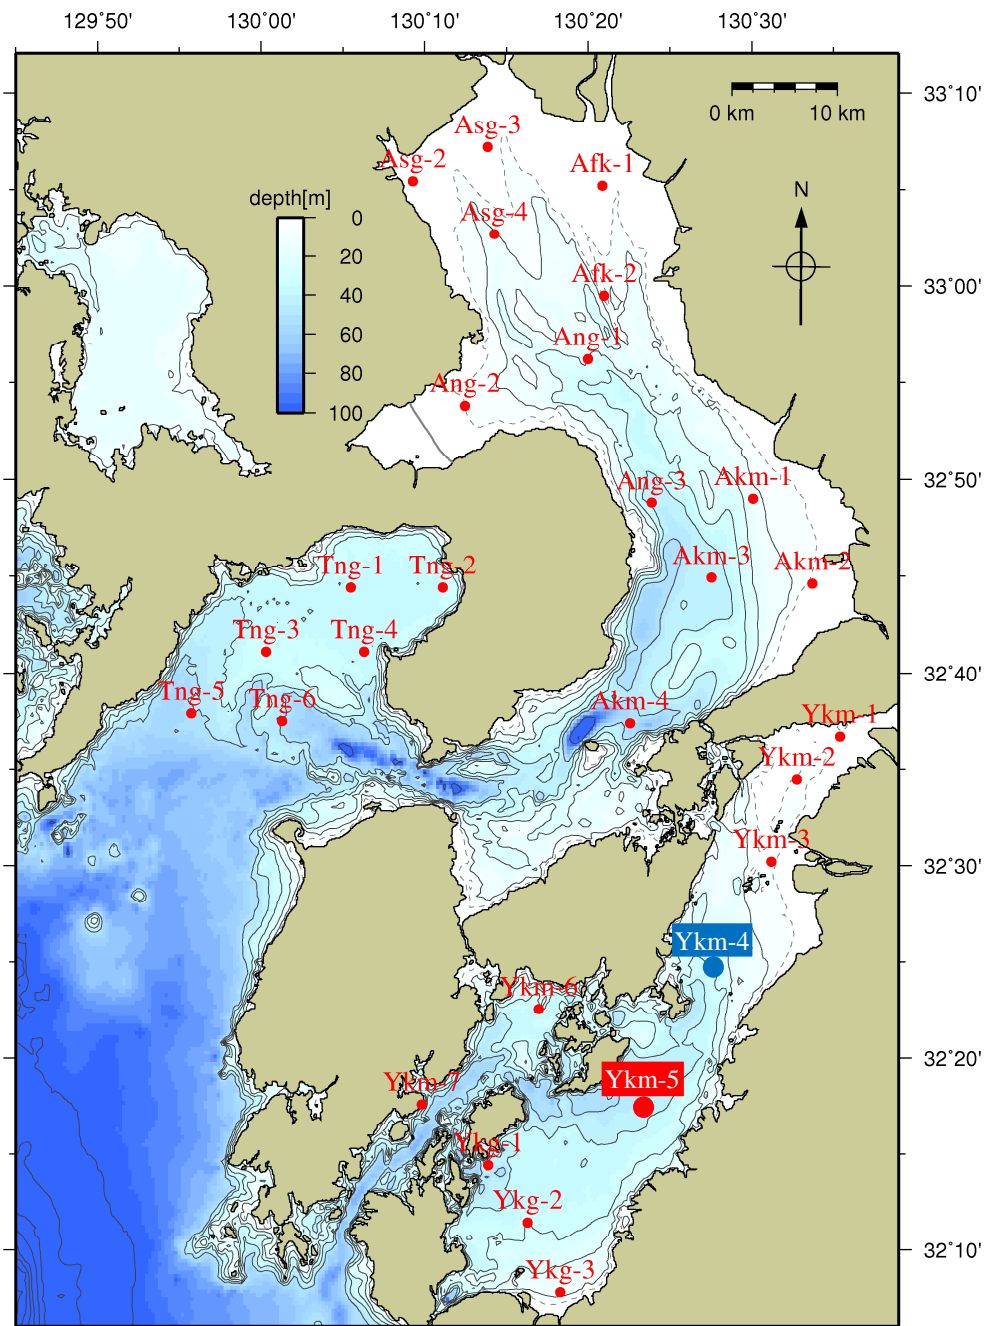 129˚50'
130˚00'
130˚10'
130˚20'
130˚30'
33˚10'
0 km
10 km
Asg-3
Asg-2
Afk-1
N
depth[m]
0
Asg-4
20
Afk-2
33˚00'
40
60
Ang-1
80
Ang-2
100
32˚50'
Ang-3
Akm-1
Tng-1
Tng-2
Akm-3
Akm-2
Tng-3
Tng-4
32˚40'
Tng-5
Tng-6
Akm-4
Ykm-1
Ykm-2
Ykm-3
32˚30'
Ykm-4
Ykm-6
32˚20'
Ykm-5
Ykm-7
Ykg-1
Ykg-2
32˚10'
Ykg-3